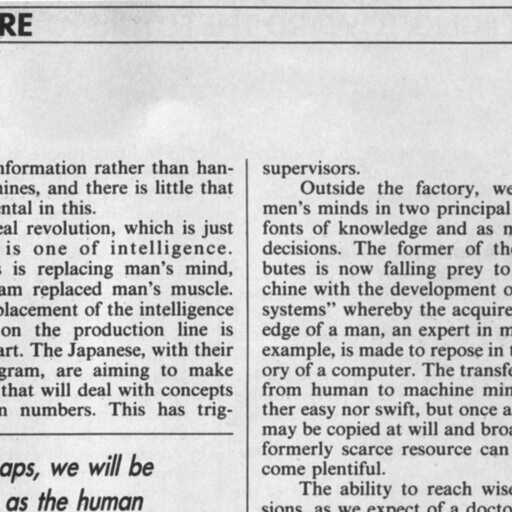 RE
nformation rather than han-
nines, and there is little that
ental in this.
eal revolution, which is just
is one of intelligence.
s is replacing man's mind,
am replaced man's muscle.
placement of the intelligence
on the production line is
art. The Japanese, with their
gram, are aiming to make
that will deal with concepts
n numbers. This has trig-
aps, we will be
as the human
supervisors.
Outside the factory, we
men's minds in two principal
fonts of knowledge and as m
decisions. The former of the
butes is now falling prey to
chine with the development o
systems" whereby the acquire
edge of a man, an expert in m
example, is made to repose in t
ory of a computer. The transfe
from human to machine min
ther easy nor swift, but once a
may be copied at will and broa
formerly scarce resource can
come plentiful.
The ability to reach wise
sions, as we expect of a docto